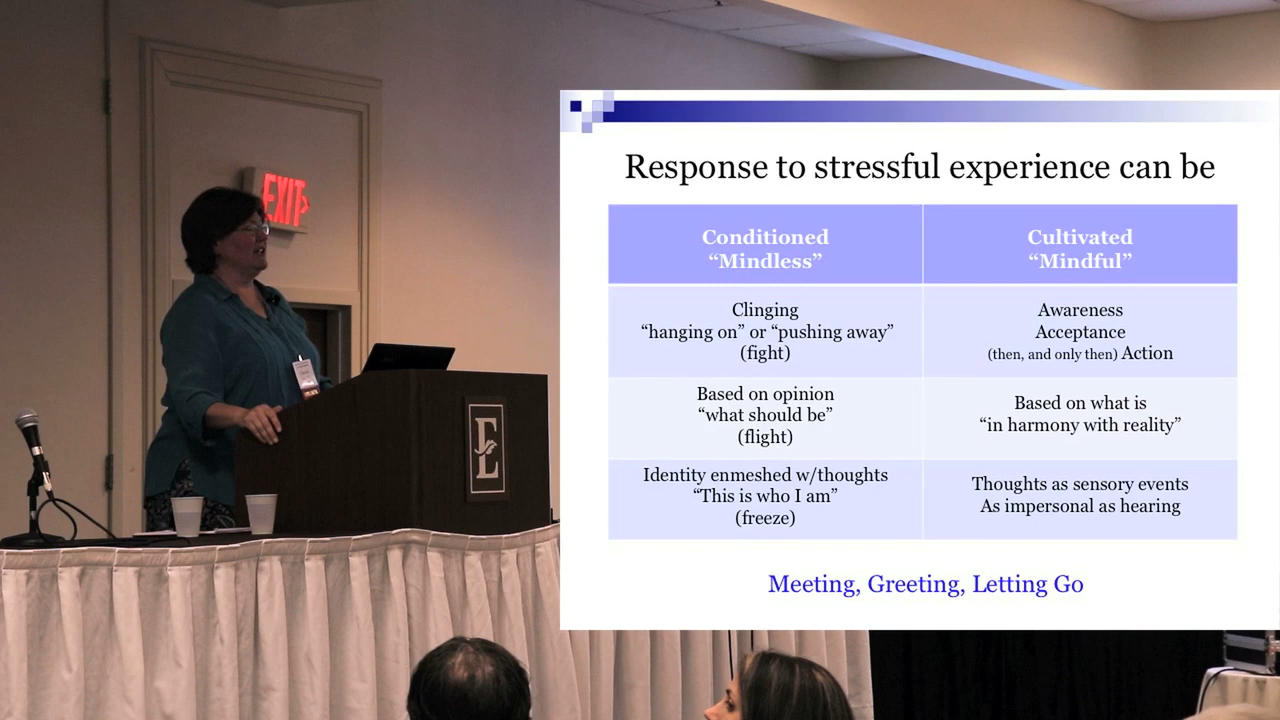 EXIT
E
Response to stressful experience can be
Conditioned
“Mindless”
Cultivated
“Mindful”
Clinging
“hanging on” or “pushing away”
(fight)
Awareness
Acceptance
(then, and only then) Action
Based on opinion
“what should be”
(flight)
Based on what is
“in harmony with reality”
Identity enmeshed w/thoughts
“This is who I am”
(freeze)
Thoughts as sensory events
As impersonal as hearing
Meeting, Greeting, Letting Go